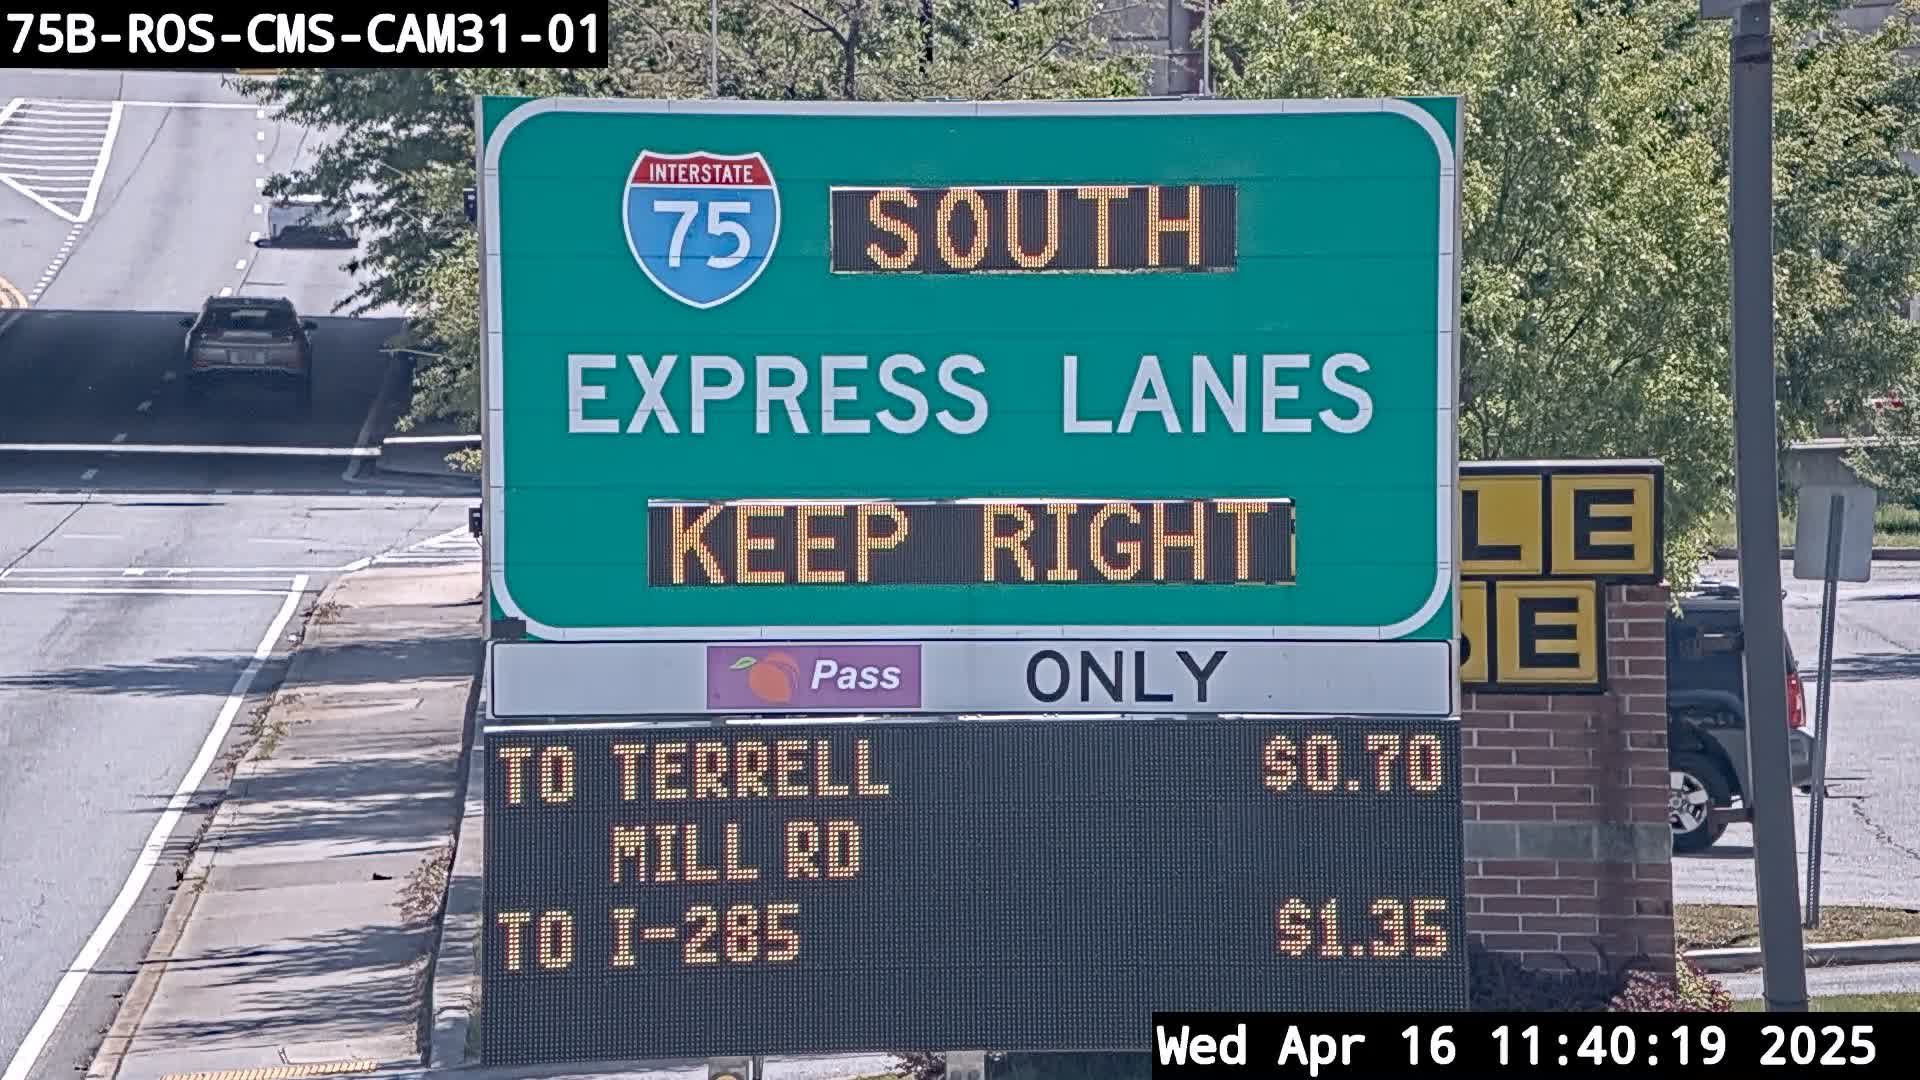 75B-ROS-CMS-CAM31-01
INTERSTATE
75
SOUTH
EXPRESS LANES
KEEP RIGHT
Pass ONLY
TO TERRELL $0.70
MILL RD
TO I-285 $1.35
LE
E
Wed Apr 16 11:40:19 2025